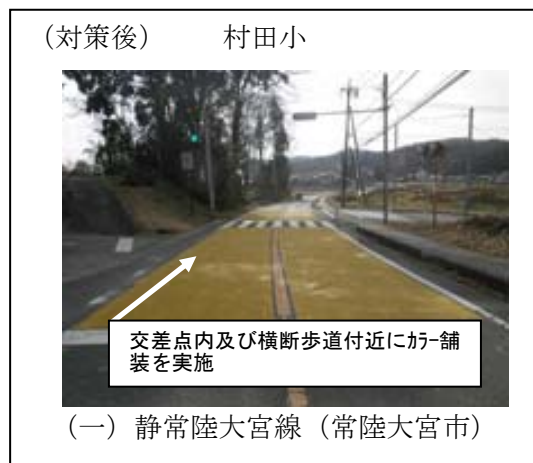 (対策後)　　村田小
交差点内及び横断歩道付近にｶﾗｰ舗
装を実施
(一) 静常陸大宮線 (常陸大宮市)